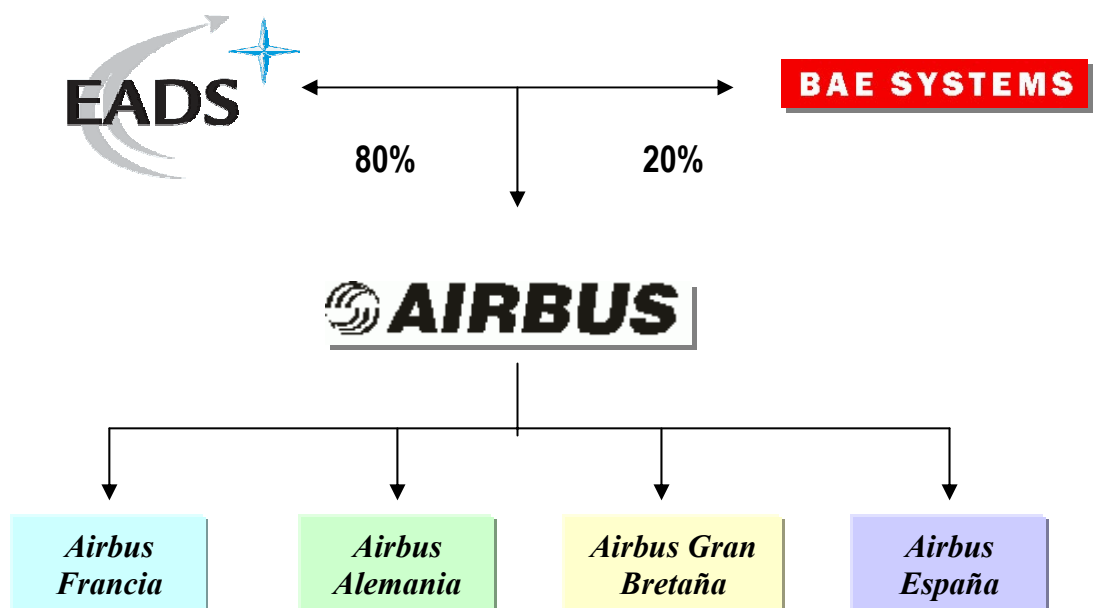 EADS
BAE SYSTEMS
80%
20%
AIRBUS
Airbus
Francia
Airbus
Alemania
Airbus Gran
Bretaña
Airbus
España